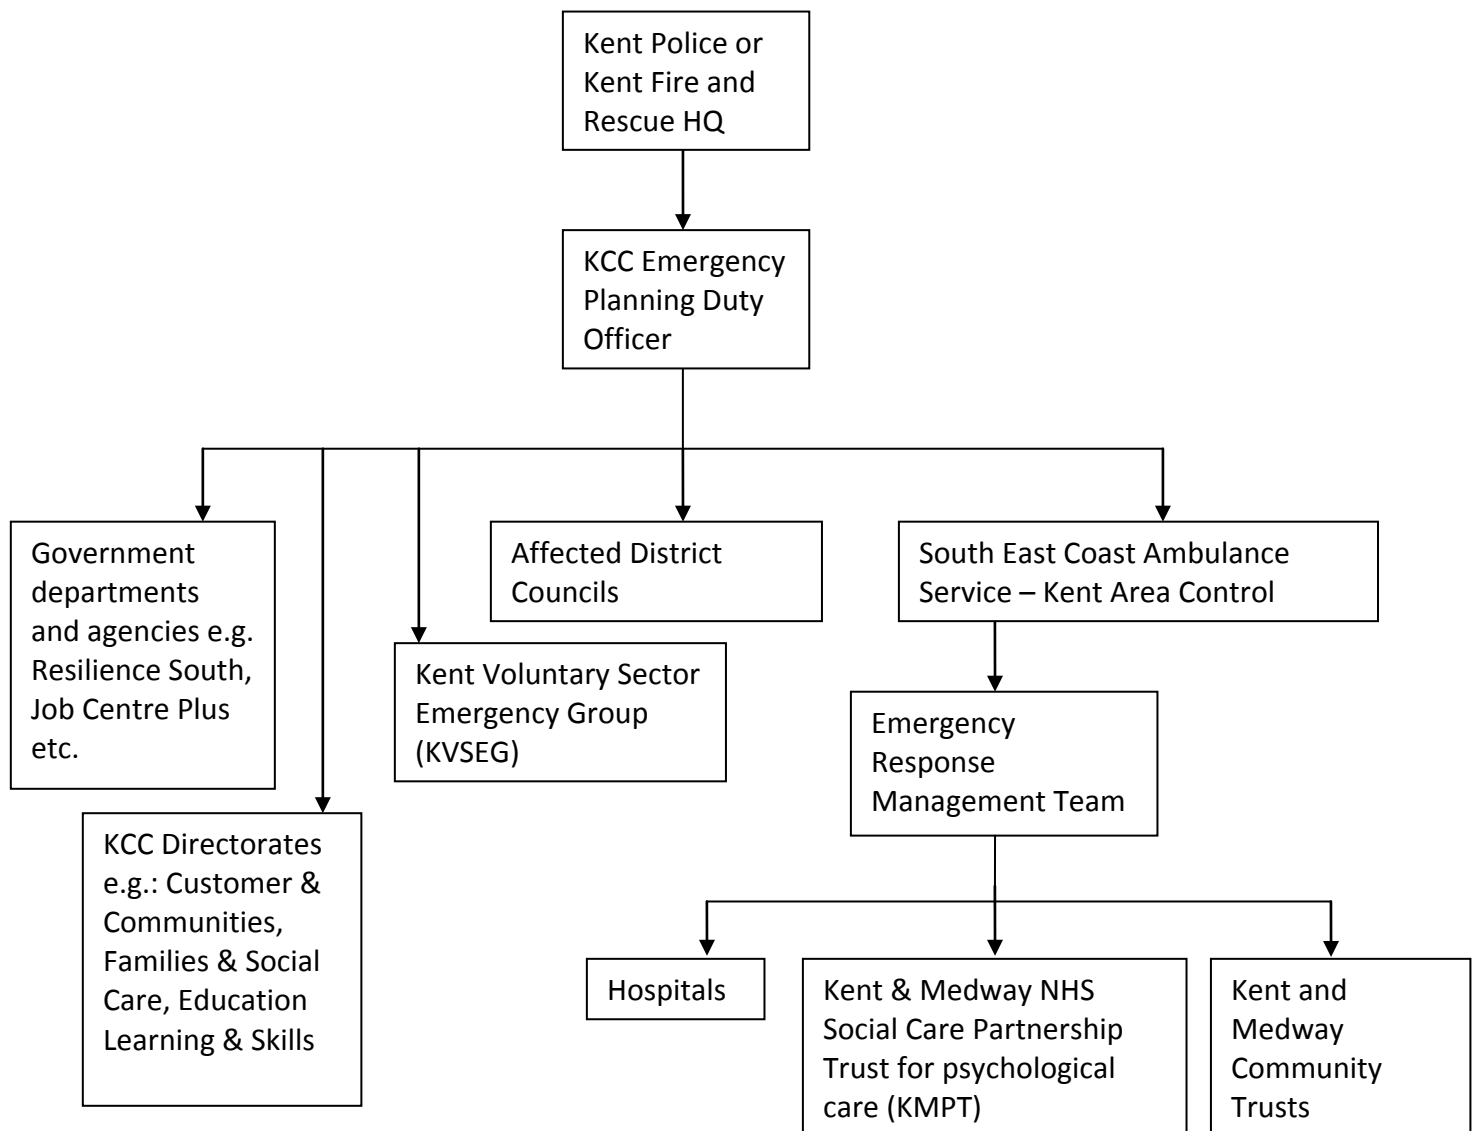 Kent Police or
Kent Fire and
Rescue HQ
KCC Emergency
Planning Duty
Officer
Government
departments
and agencies e.g.
Resilience South,
Job Centre Plus
etc.
Affected District
Councils
South East Coast Ambulance
Service – Kent Area Control
Kent Voluntary Sector
Emergency Group
(KVSEG)
Emergency
Response
Management Team
KCC Directorates
e.g.: Customer &
Communities,
Families & Social
Care, Education
Learning & Skills
Hospitals
Kent & Medway NHS
Social Care Partnership
Trust for psychological
care (KMPT)
Kent and
Medway
Community
Trusts